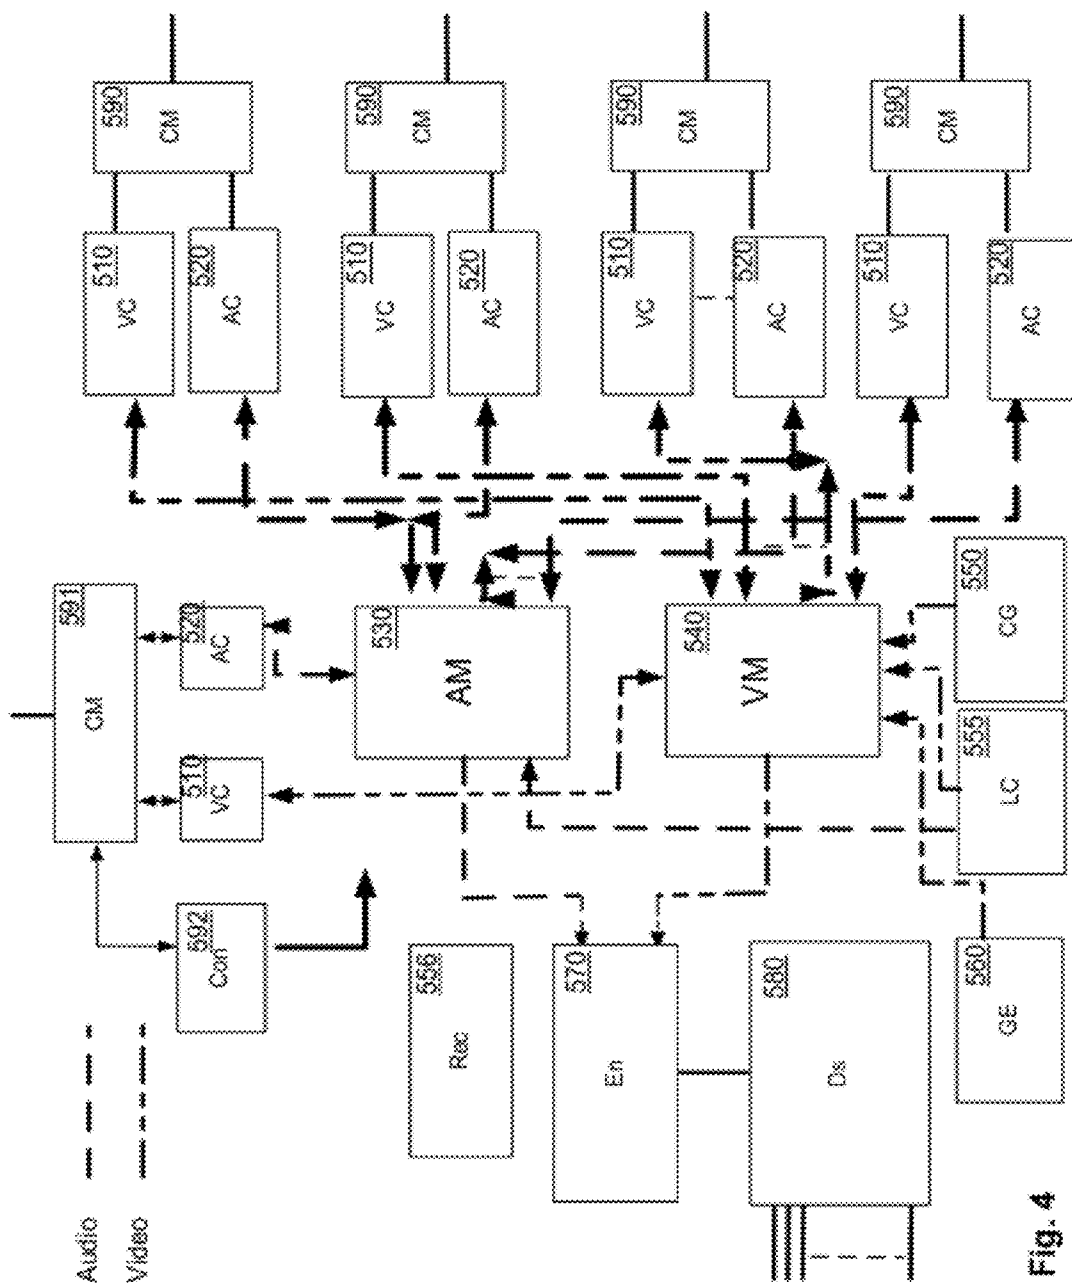 Audio
Video
592
Con
591
CM
510
VC
520
AC
590
CM
510
VC
520
AC
590
CM
510
VC
520
AC
590
CM
510
VC
520
AC
590
CM
510
VC
520
AC
530
AM
540
VM
550
CG
555
LC
556
Rec
570
En
580
Ds
560
GE
Fig. 4